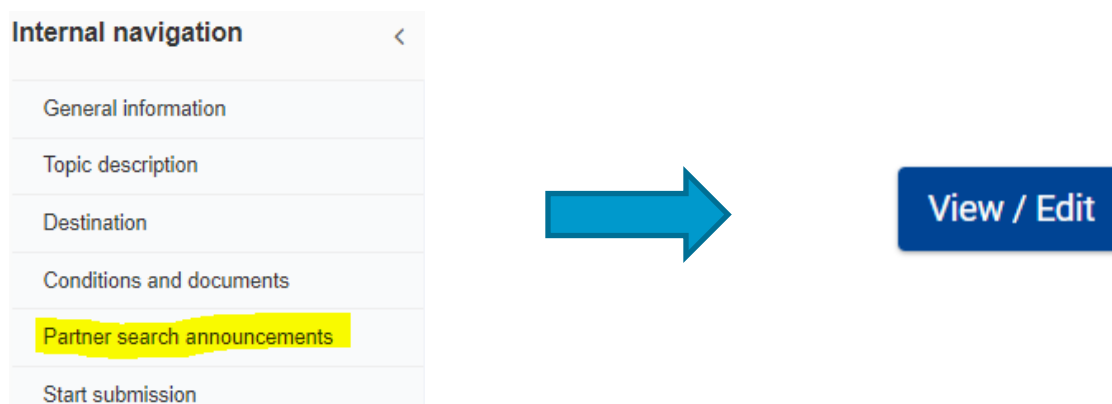 Internal navigation
General information
Topic description
Destination
Conditions and documents
Partner search announcements
Start submission
View / Edit